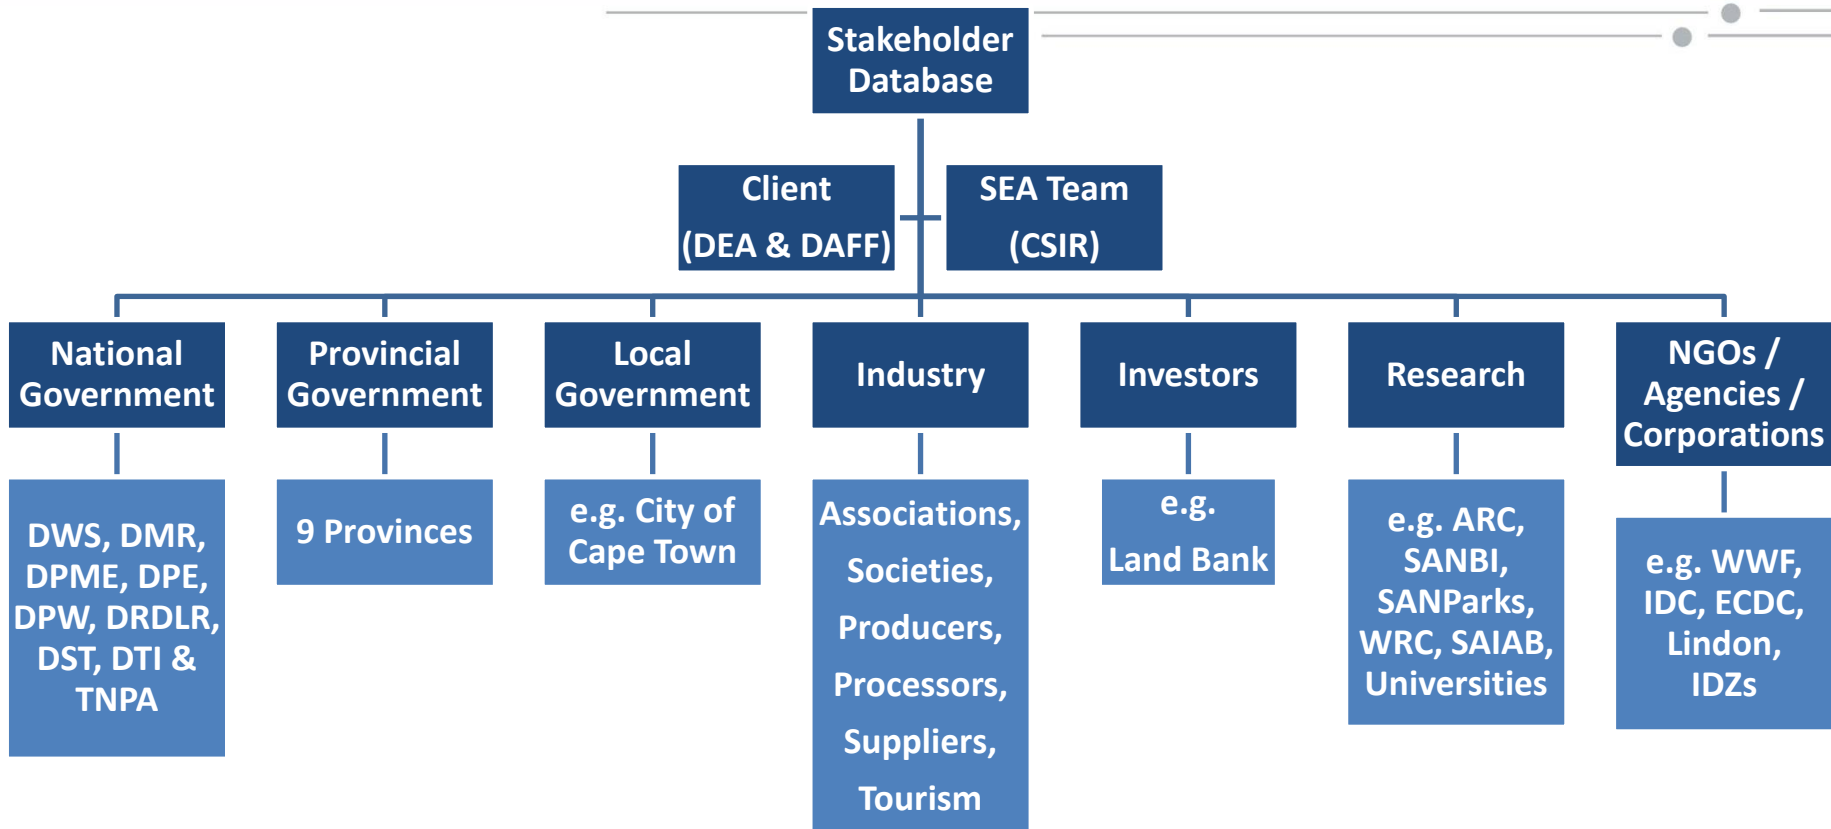 Stakeholder
Database
Client
(DEA & DAFF)
SEA Team
(CSIR)
National
Government
Provincial
Government
Local
Government
Industry
Investors
Research
NGOs /
Agencies /
Corporations
DWS, DMR,
DPME, DPE,
DPW, DRDLR,
DST, DTI &
TNPA
9 Provinces
e.g. City of
Cape Town
Associations,
Societies,
Producers,
Processors,
Suppliers,
Tourism
e.g.
Land Bank
e.g. ARC,
SANBI,
SANParks,
WRC, SAIAB,
Universities
e.g. WWF,
IDC, ECDC,
Lindon,
IDZs